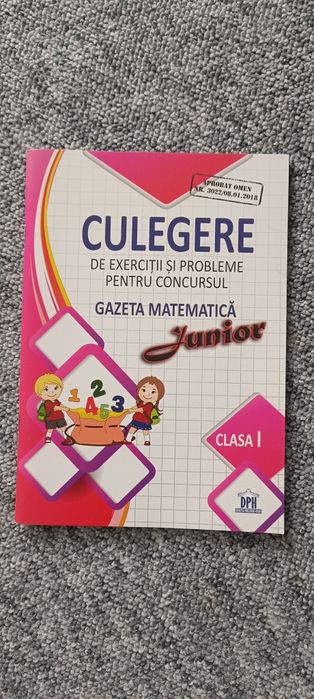 APROBAT OMEN
NR. 3022/08.01.2018
CULEGERE
DE EXERCIȚII ȘI PROBLEME
PENTRU CONCURSUL
GAZETA MATEMATICĂ
Junior
1 2
4 5 3
CLASA I
DPH